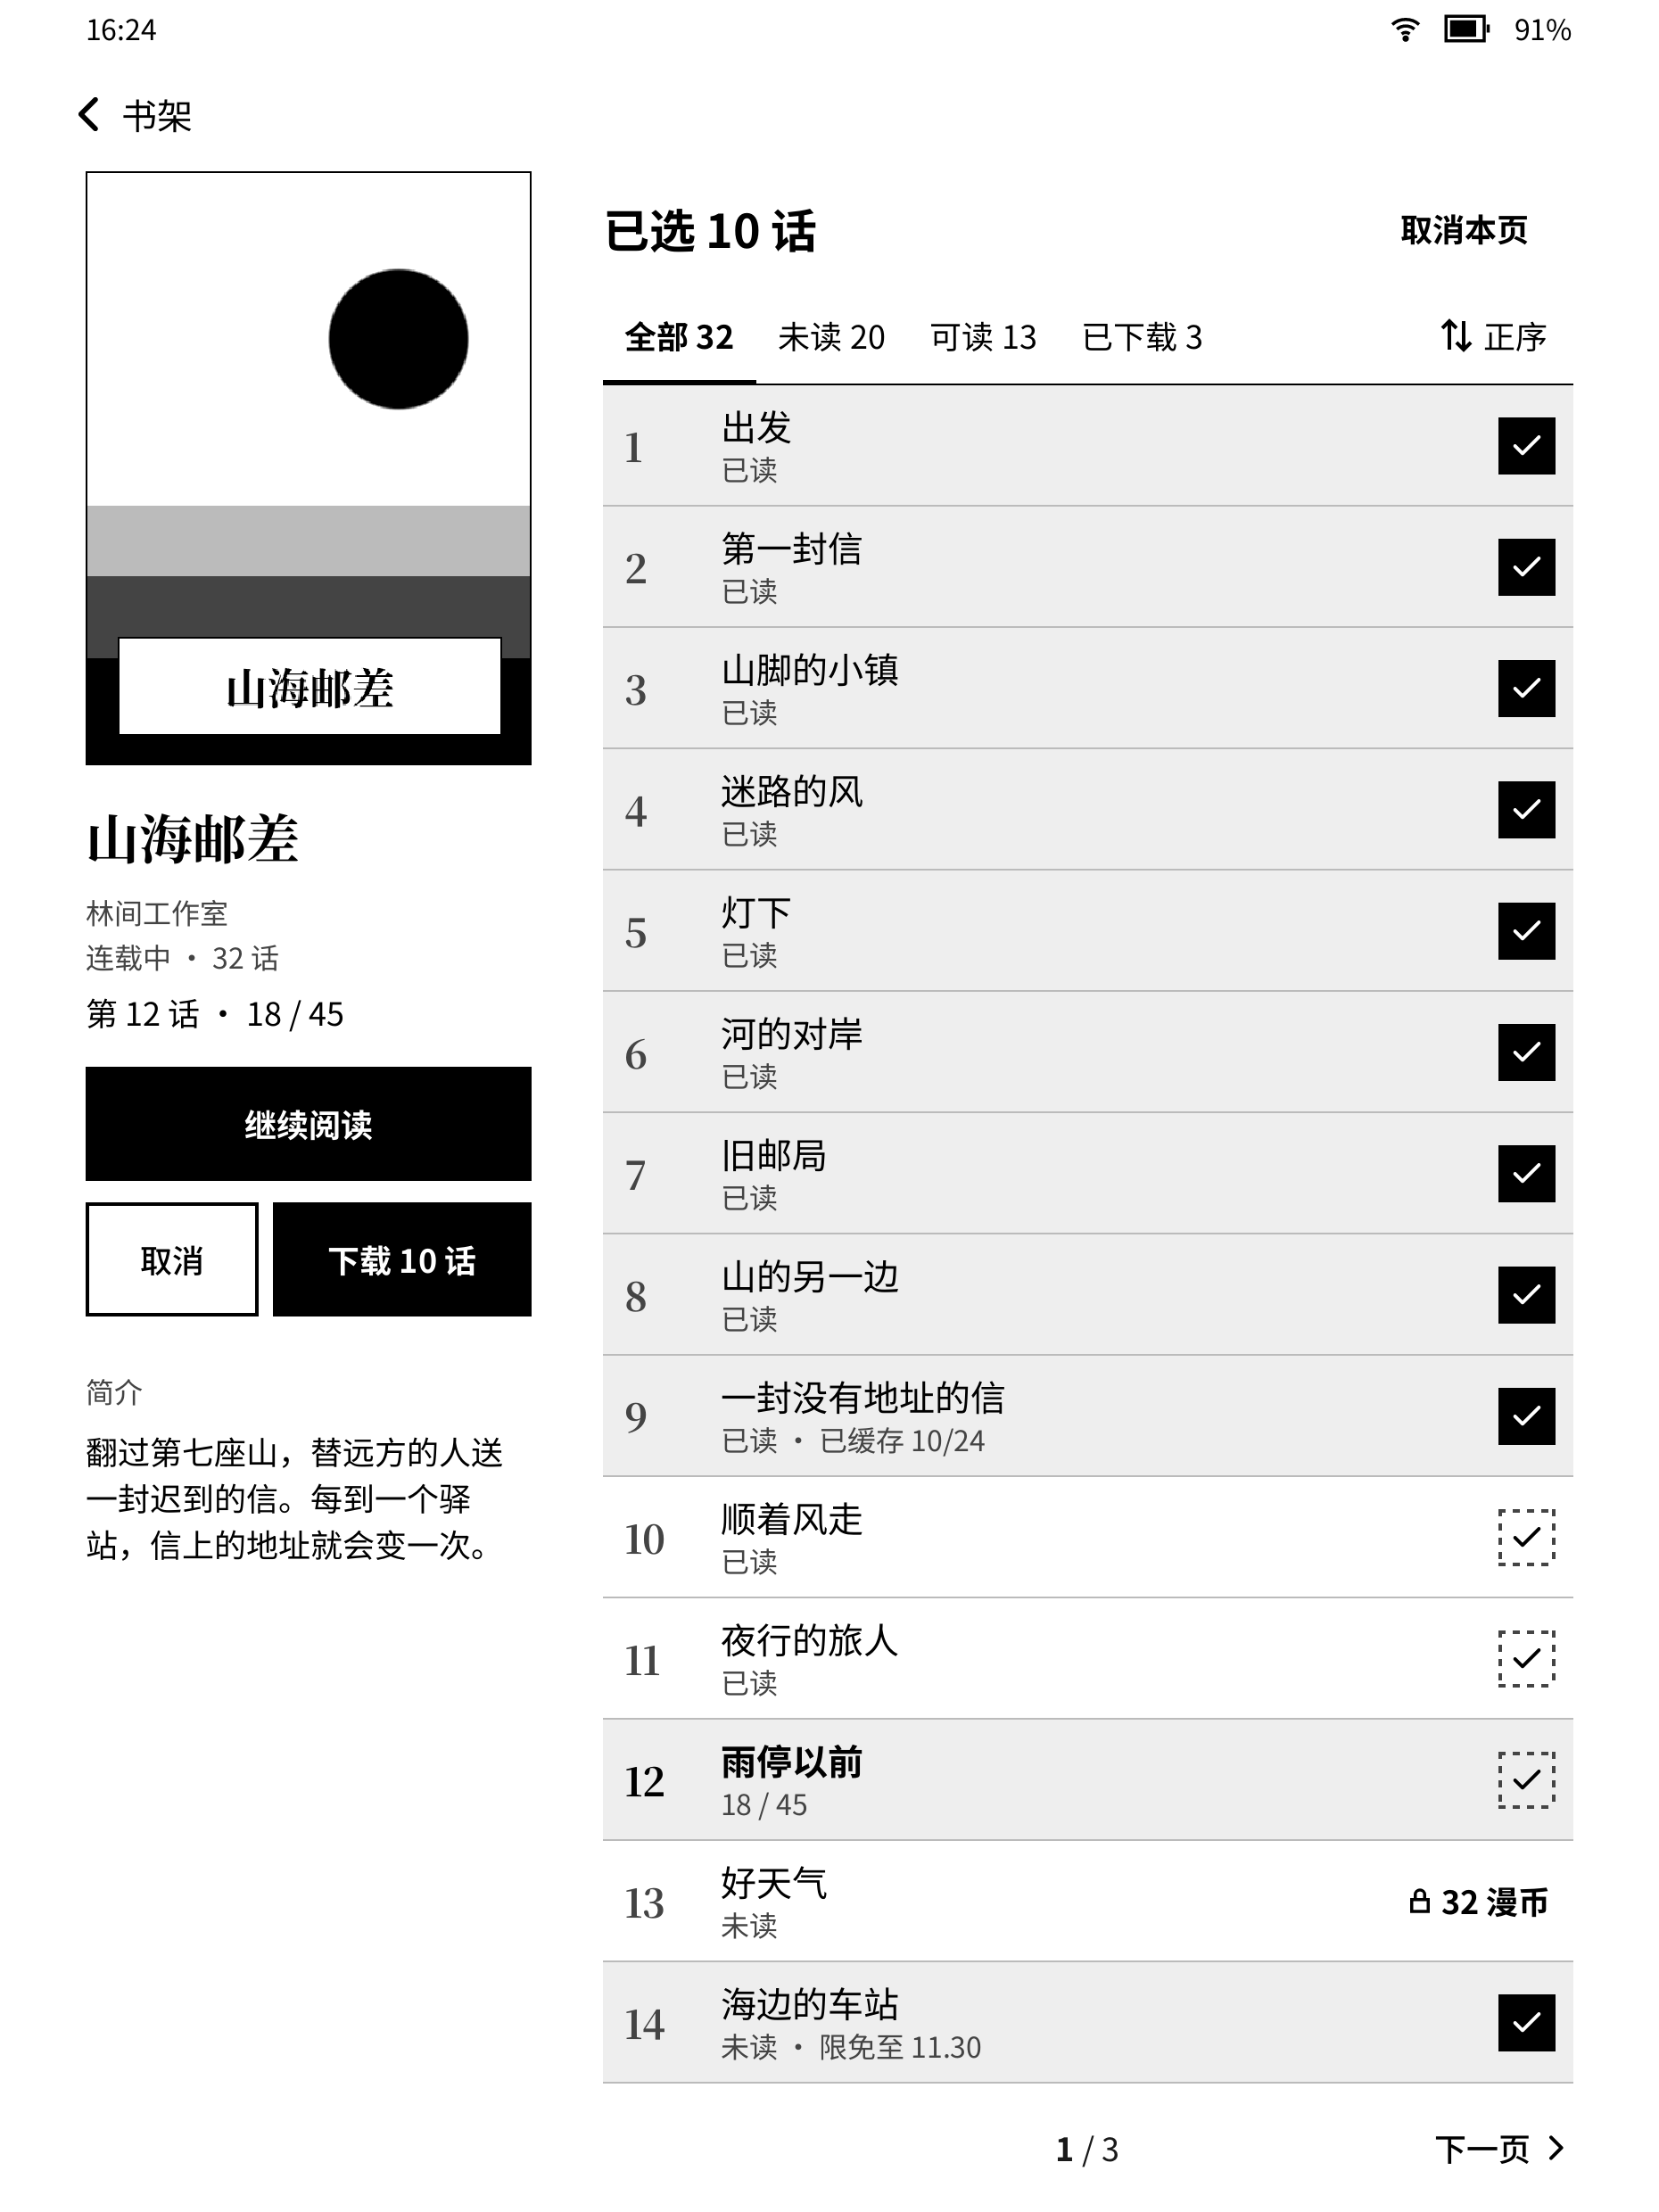 16:24
91%
书架
山海邮差
山海邮差
林间工作室
连载中 · 32 话
第 12 话 · 18 / 45
继续阅读
取消
下载 10 话
简介
翻过第七座山，替远方的人送
一封迟到的信。每到一个驿
站，信上的地址就会变一次。
已选 10 话
取消本页
全部 32
未读 20
可读 13
已下载 3
正序
1
出发
已读
2
第一封信
已读
3
山脚的小镇
已读
4
迷路的风
已读
5
灯下
已读
6
河的对岸
已读
7
旧邮局
已读
8
山的另一边
已读
9
一封没有地址的信
已读 · 已缓存 10/24
10
顺着风走
已读
11
夜行的旅人
已读
12
雨停以前
18 / 45
13
好天气
未读
32 漫币
14
海边的车站
未读 · 限免至 11.30
1 / 3
下一页